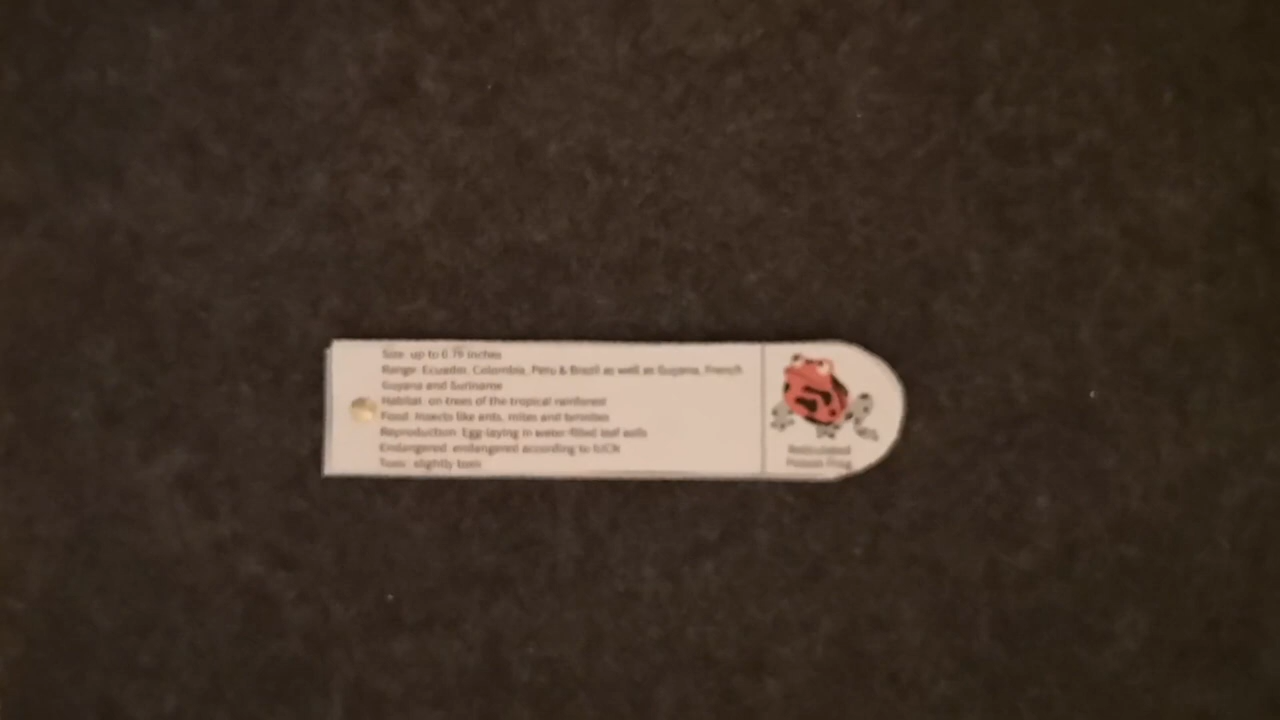 Size: up to 0.79 inches
Range: Ecuador, Colombia, Peru & Brazil as well as Guyana, French
Guyana and Suriname
Habitat: on trees of the tropical rainforest
Food: Insects like ants, mites and termites
Reproduction: Egg-laying in water-filled leaf
Endangered: endangered according to IUCN
Toxic: slightly toxic
Reticulated
Poison Frog